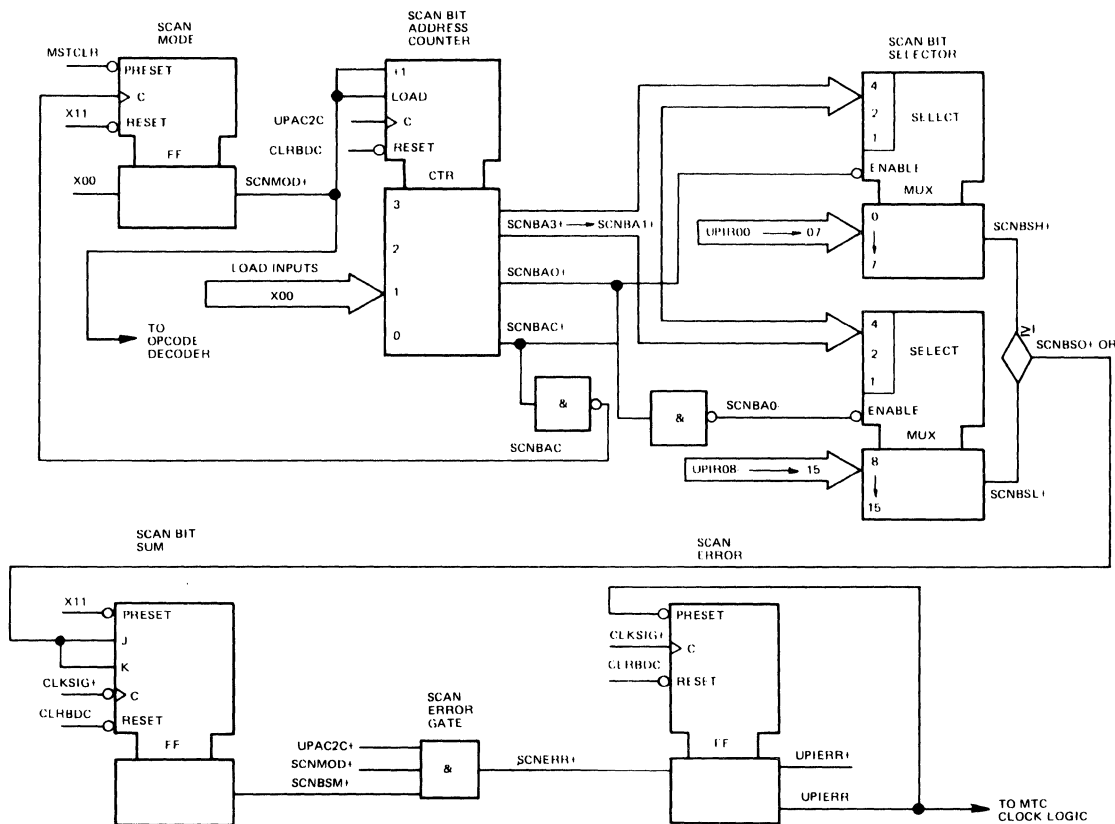 SCAN
MODE
MSTCLR
PRESET
C
X11
RESET
FF
X00
SCNMOD+
TO
OPCODE
DECODER
SCAN BIT
ADDRESS
COUNTER
+1
LOAD
UPAC2C+
C
CLRBDC
RESET
CTR
3
2
1
0
LOAD INPUTS
X00
SCNBA3+ → SCNBA1+
SCNBA0+
SCNBAC+
&
SCNBAC
&
SCNBA0-
SCAN BIT
SELECTOR
4
2
1
SELECT
ENABLE
MUX
UPIR00 → 07
0
↓
7
SCNBSH+
4
2
1
SELECT
ENABLE
MUX
UPIR08 → 15
8
↓
15
SCNBSL+
≥1
SCNBSO+ OR
SCAN BIT
SUM
X11
PRESET
J
K
CLKSIG+
C
CLRBDC
RESET
FF
SCAN
ERROR
GATE
UPAC2C+
SCNMOD+
SCNBSM+
&
SCNERR+
SCAN
ERROR
PRESET
CLKSIG+
C
CLRBDC
RESET
FF
UPIERR+
UPIERR
TO MTC
CLOCK LOGIC